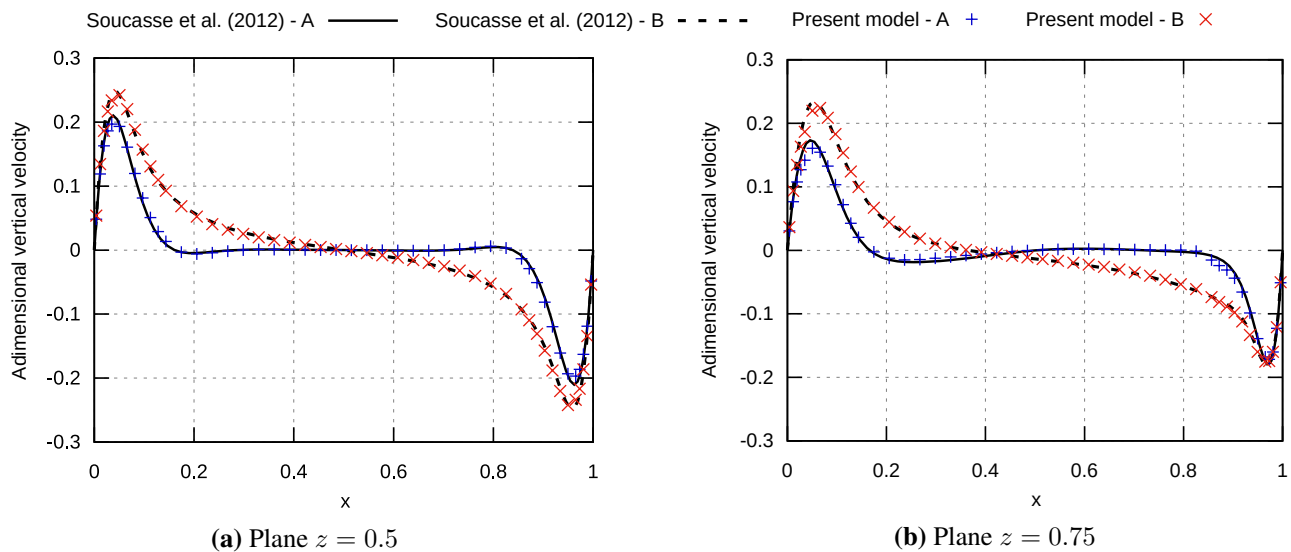 Soucasse et al. (2012) - A Soucasse et al. (2012) - B Present model - A Present model - B
Adimensional vertical velocity
0.3
0.2
0.1
0
-0.1
-0.2
-0.3
0 0.2 0.4 0.6 0.8 1
x
(a) Plane z = 0.5
Adimensional vertical velocity
0.3
0.2
0.1
0
-0.1
-0.2
-0.3
0 0.2 0.4 0.6 0.8 1
x
(b) Plane z = 0.75